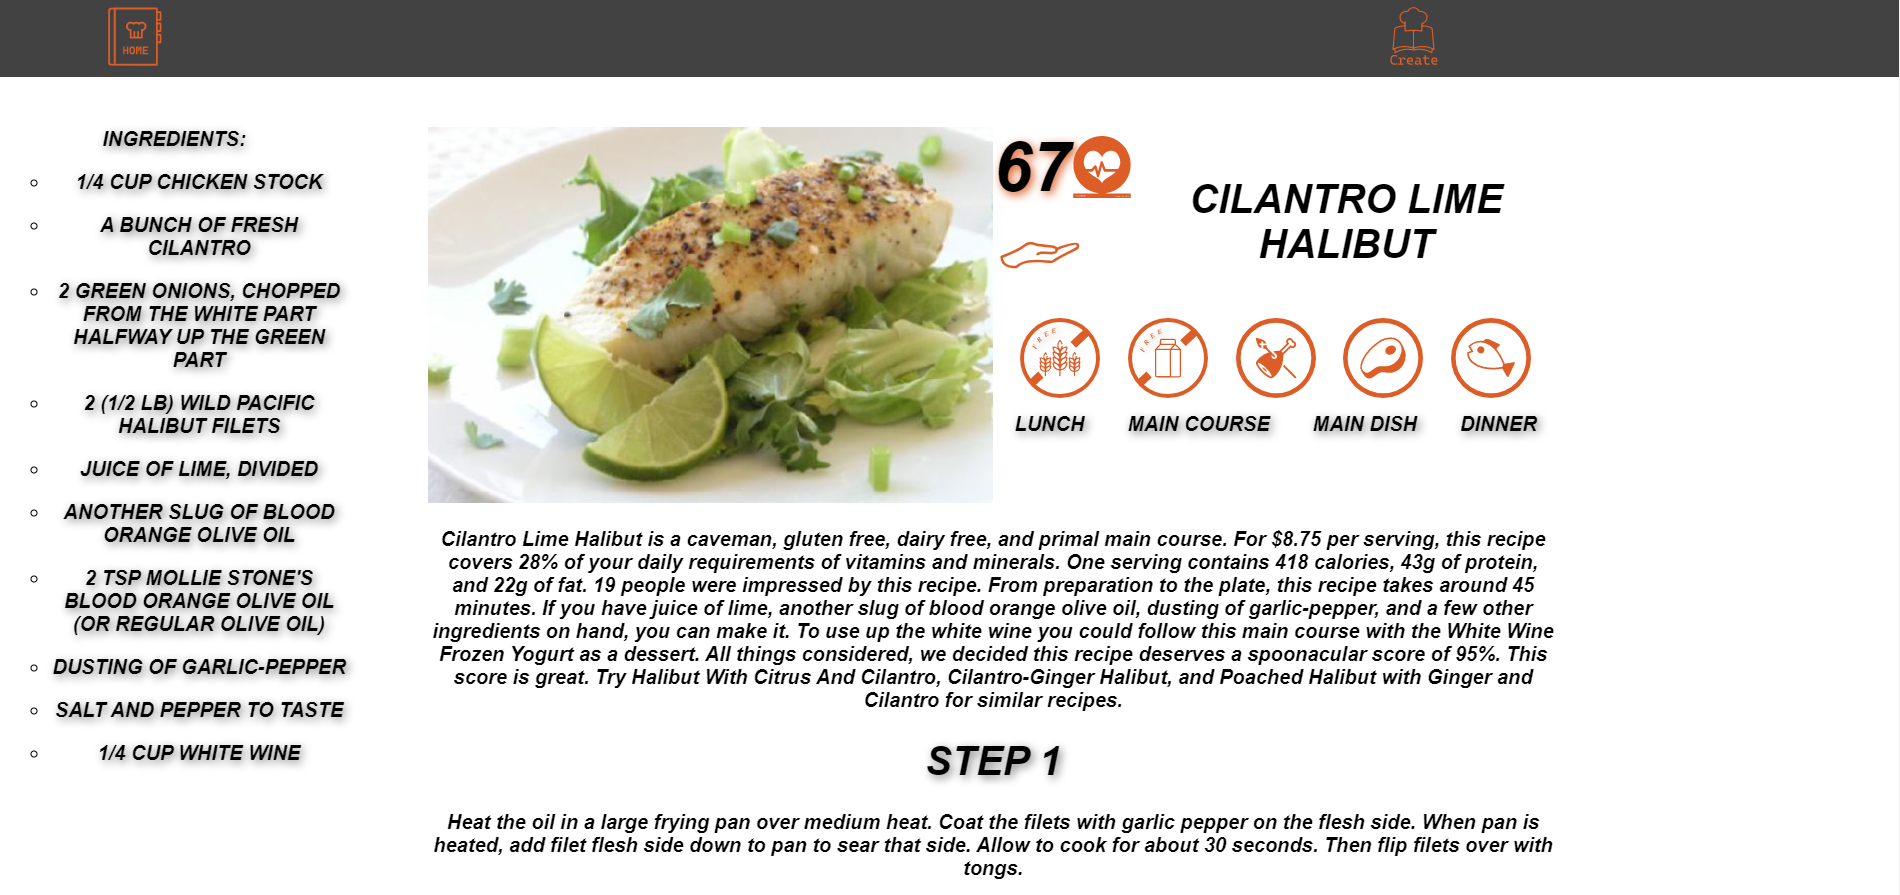 HOME
Create
INGREDIENTS:
1/4 CUP CHICKEN STOCK
A BUNCH OF FRESH
CILANTRO
2 GREEN ONIONS, CHOPPED
FROM THE WHITE PART
HALFWAY UP THE GREEN
PART
2 (1/2 LB) WILD PACIFIC
HALIBUT FILETS
JUICE OF LIME, DIVIDED
ANOTHER SLUG OF BLOOD
ORANGE OLIVE OIL
2 TSP MOLLIE STONE'S
BLOOD ORANGE OLIVE OIL
(OR REGULAR OLIVE OIL)
DUSTING OF GARLIC-PEPPER
SALT AND PEPPER TO TASTE
1/4 CUP WHITE WINE
67
CILANTRO LIME
HALIBUT
FREE
FREE
LUNCH MAIN COURSE MAIN DISH DINNER
Cilantro Lime Halibut is a caveman, gluten free, dairy free, and primal main course. For $8.75 per serving, this recipe
covers 28% of your daily requirements of vitamins and minerals. One serving contains 418 calories, 43g of protein,
and 22g of fat. 19 people were impressed by this recipe. From preparation to the plate, this recipe takes around 45
minutes. If you have juice of lime, another slug of blood orange olive oil, dusting of garlic-pepper, and a few other
ingredients on hand, you can make it. To use up the white wine you could follow this main course with the White Wine
Frozen Yogurt as a dessert. All things considered, we decided this recipe deserves a spoonacular score of 95%. This
score is great. Try Halibut With Citrus And Cilantro, Cilantro-Ginger Halibut, and Poached Halibut with Ginger and
Cilantro for similar recipes.
STEP 1
Heat the oil in a large frying pan over medium heat. Coat the filets with garlic pepper on the flesh side. When pan is
heated, add filet flesh side down to pan to sear that side. Allow to cook for about 30 seconds. Then flip filets over with
tongs.